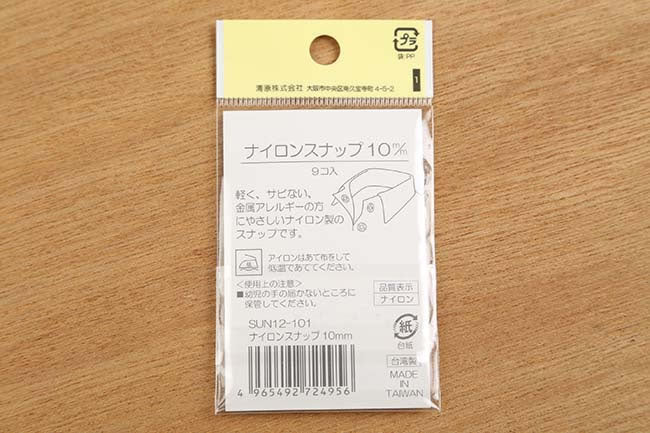 プラ
袋:PP
1
清原株式会社 大阪市中央区南久宝寺町 4-5-2
ナイロンスナップ 10m/m
9コ入
軽く、サビない、
金属アレルギーの方
にやさしいナイロン製の
スナップです。
アイロンはあて布をして
低温であててください。
<使用上の注意>
■幼児の手の届かないところに
保管してください。
品質表示
ナイロン
SUN12-101
ナイロンスナップ10mm
紙
台紙
台湾製
MADE
IN
TAIWAN
4 965492 724956